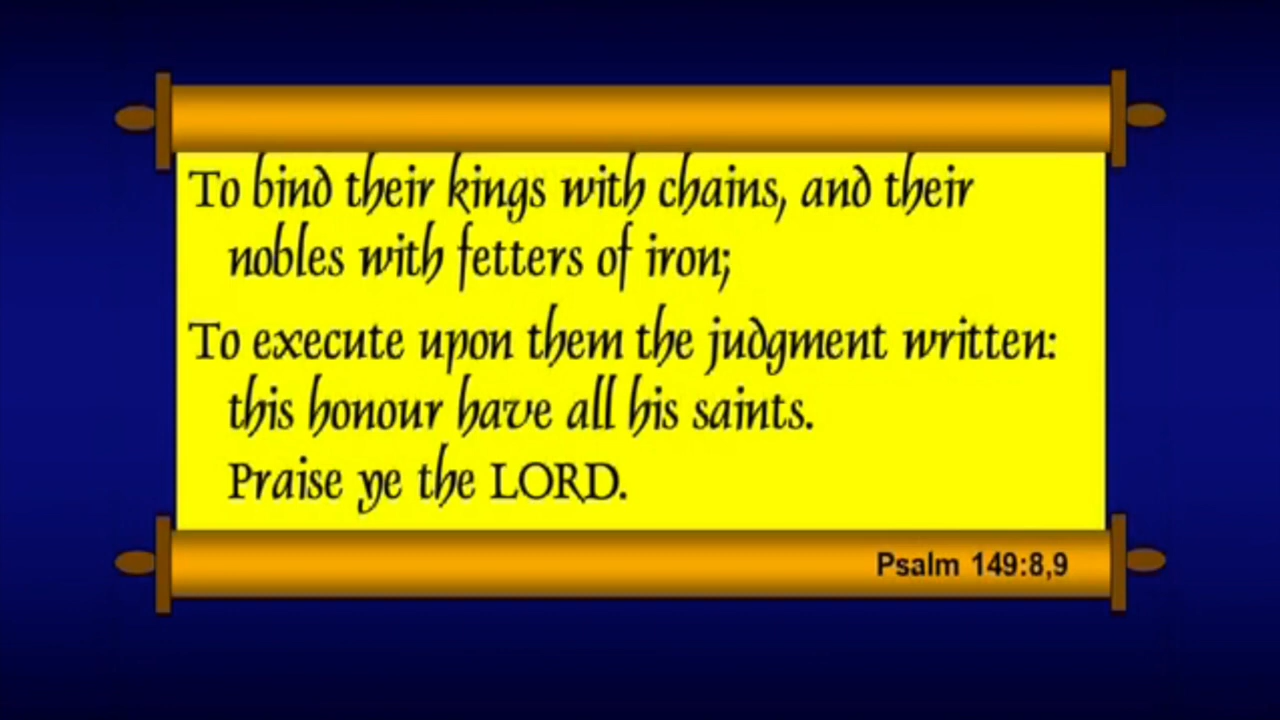 To bind their kings with chains, and their
nobles with fetters of iron;
To execute upon them the judgment written:
this honour have all his saints.
Praise ye the LORD.
Psalm 149:8,9